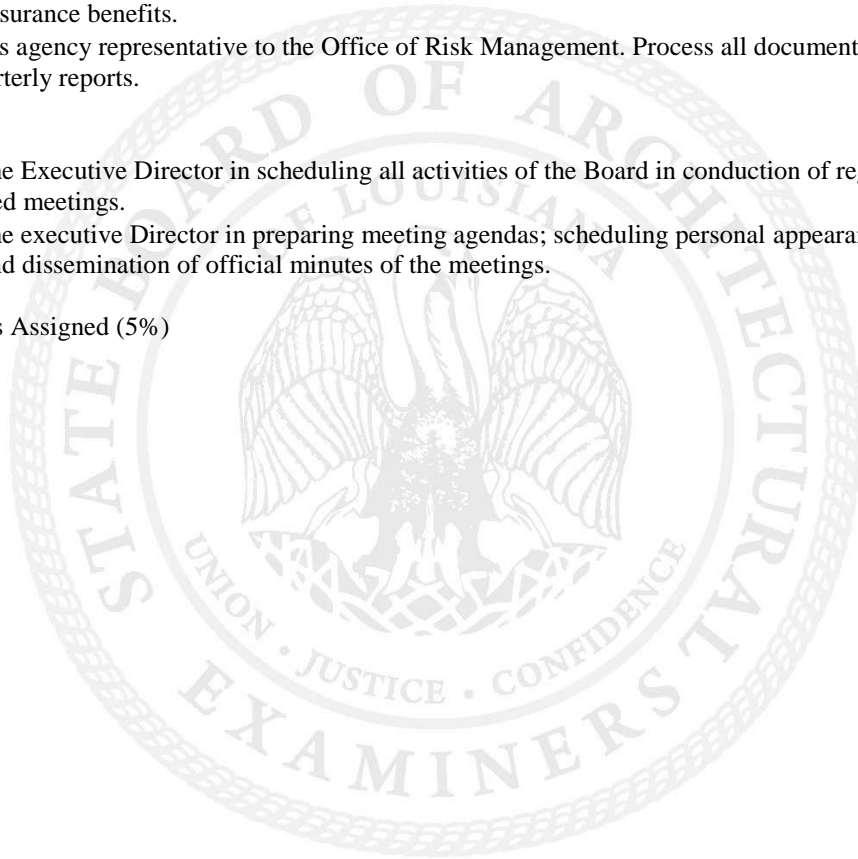 surance benefits.
s agency representative to the Office of Risk Management. Process all document
rterly reports.
ne Executive Director in scheduling all activities of the Board in conduction of re
ed meetings.
ne executive Director in preparing meeting agendas; scheduling personal appeara
nd dissemination of official minutes of the meetings.
s Assigned (5%)
STATE BOARD OF ARCHITECTURAL EXAMINERS
OF LOUISIANA
UNION · JUSTICE · CONFIDENCE